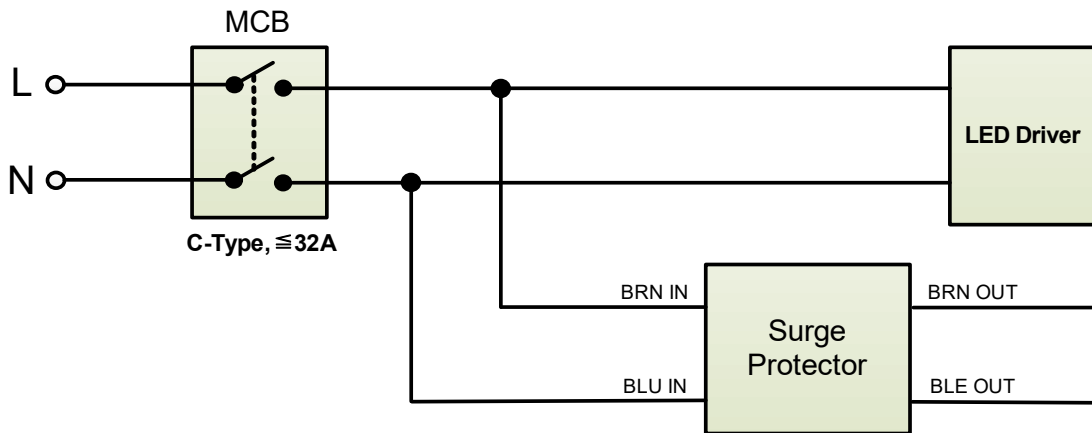 MCB
L
LED Driver
N
C-Type, ≦32A
BRN IN
BRN OUT
Surge
Protector
BLU IN
BLE OUT